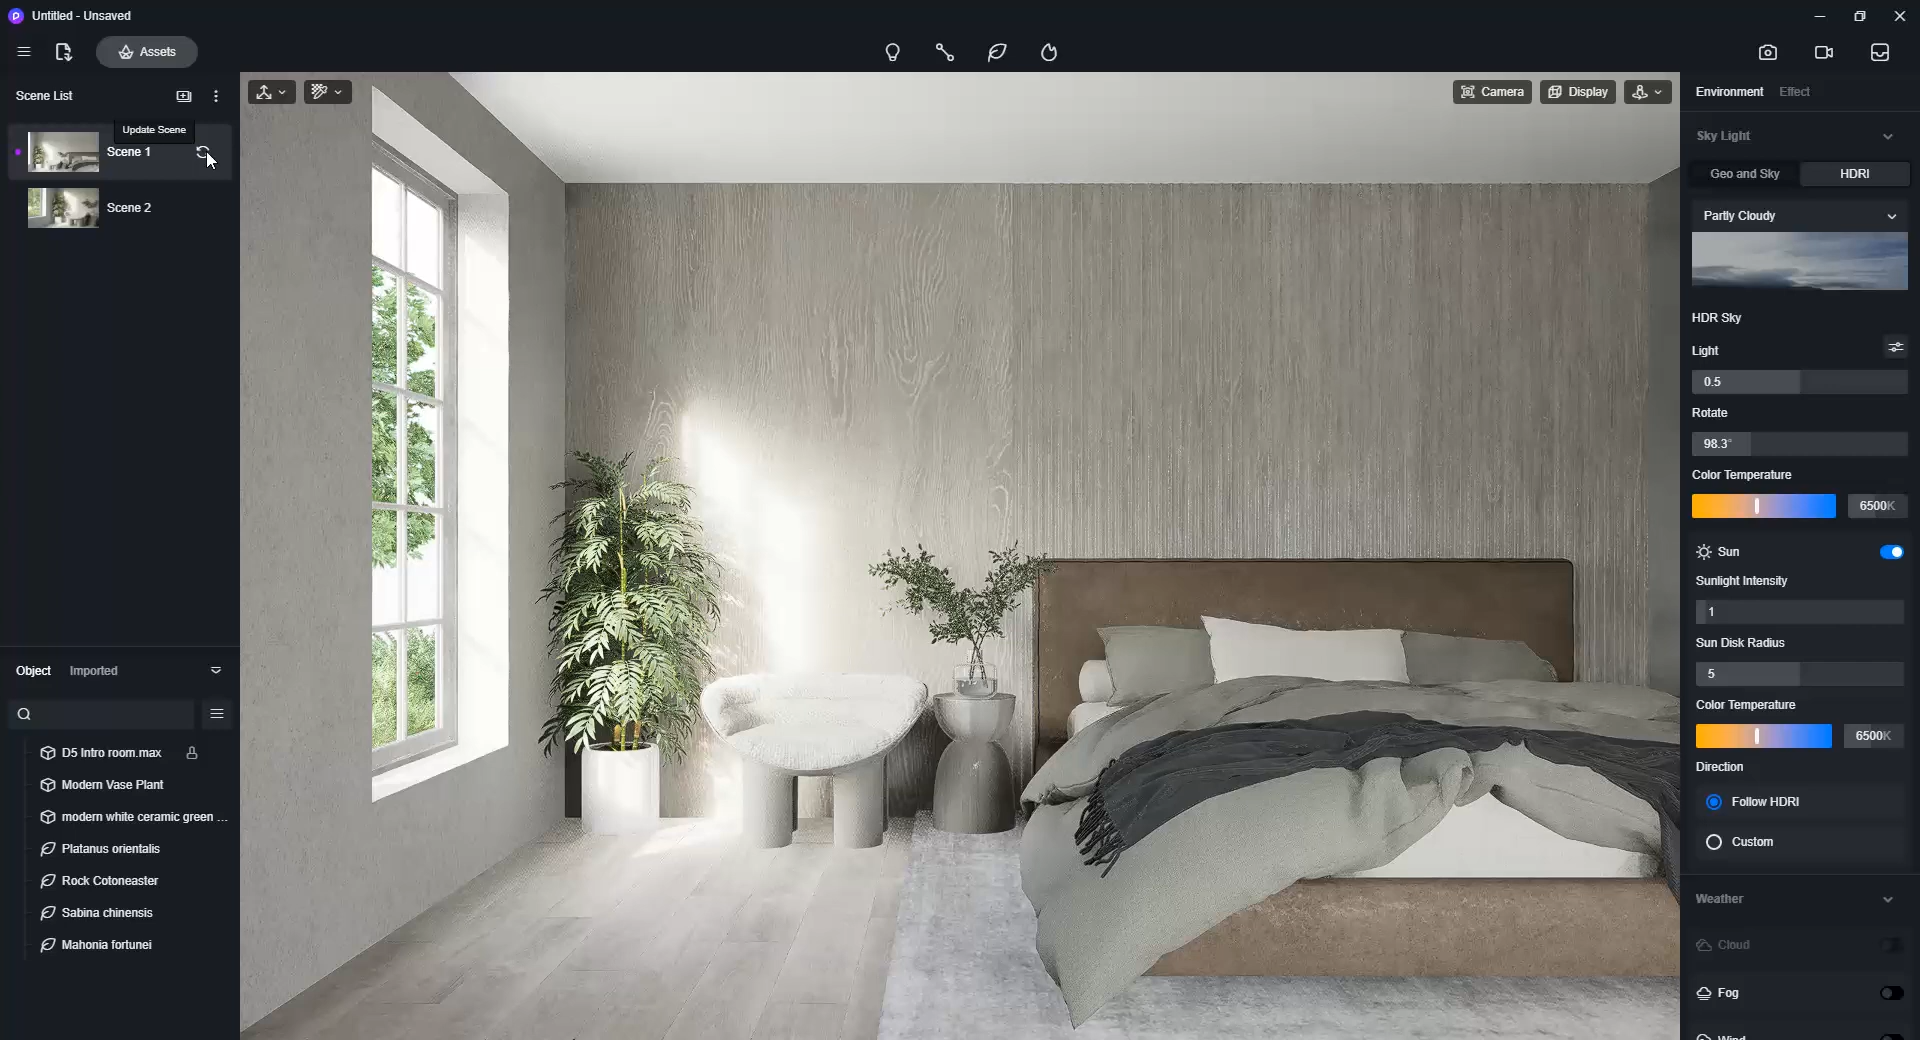 Untitled - Unsaved
Assets
Scene List
Update Scene
Scene 1
Scene 2
Object Imported
D5 Intro room.max
Modern Vase Plant
modern white ceramic green ...
Platanus orientalis
Rock Cotoneaster
Sabina chinensis
Mahonia fortunei
Camera Display
Environment Effect
Sky Light
Geo and Sky HDRI
Partly Cloudy
HDR Sky
Light
0.5
Rotate
98.3°
Color Temperature
6500K
Sun
Sunlight Intensity
1
Sun Disk Radius
5
Color Temperature
6500K
Direction
Follow HDRI
Custom
Weather
Cloud
Fog
Wind